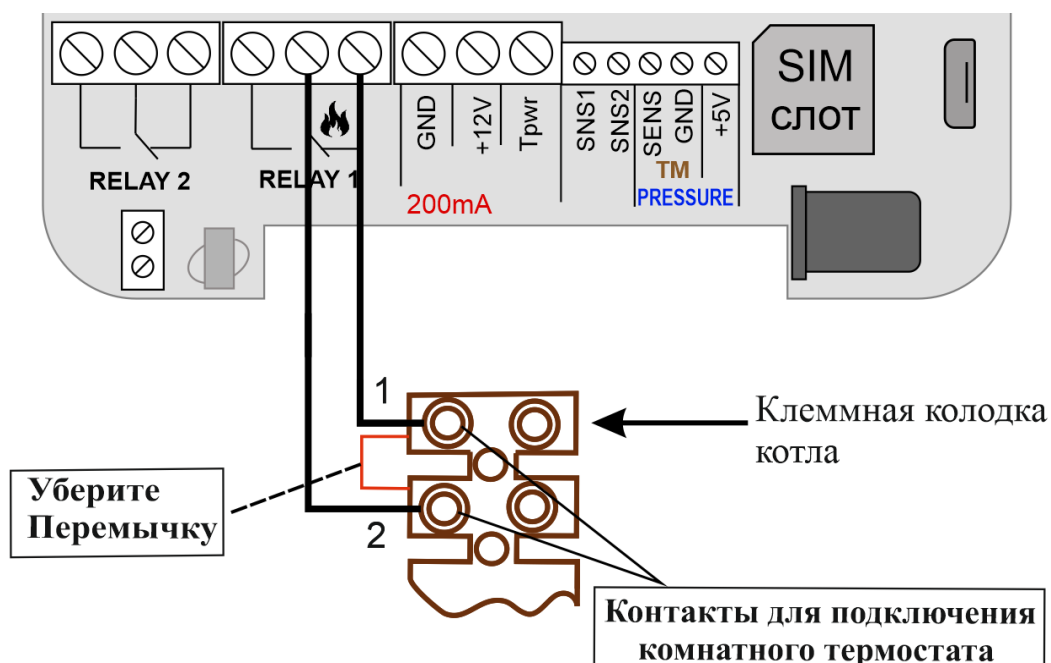 GND
+12V
Tpwr
SNS1
SNS2
SENS
GND
+5V
SIM
слот
RELAY 2
RELAY 1
200mA
TM
PRESSURE
1
Клеммная колодка
котла
Уберите
Перемычку
2
Контакты для подключения
комнатного термостата